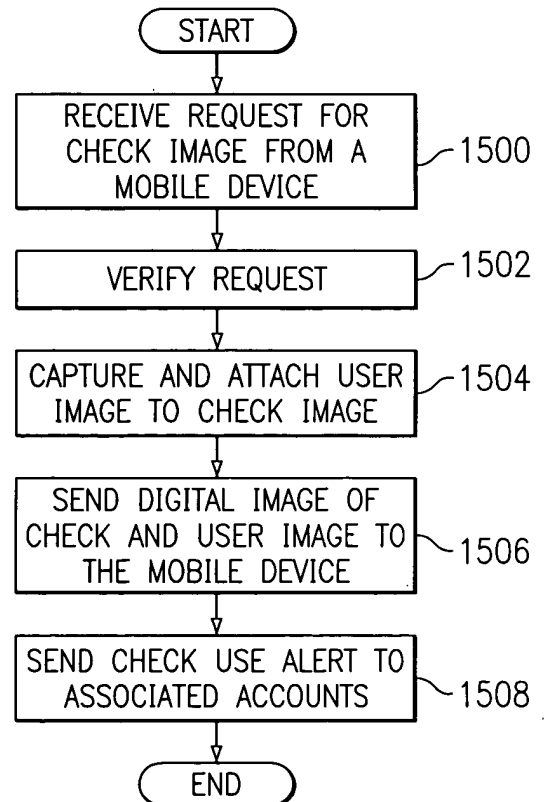 START
RECEIVE REQUEST FOR
CHECK IMAGE FROM A
MOBILE DEVICE
1500
VERIFY REQUEST
1502
CAPTURE AND ATTACH USER
IMAGE TO CHECK IMAGE
1504
SEND DIGITAL IMAGE OF
CHECK AND USER IMAGE TO
THE MOBILE DEVICE
1506
SEND CHECK USE ALERT TO
ASSOCIATED ACCOUNTS
1508
END